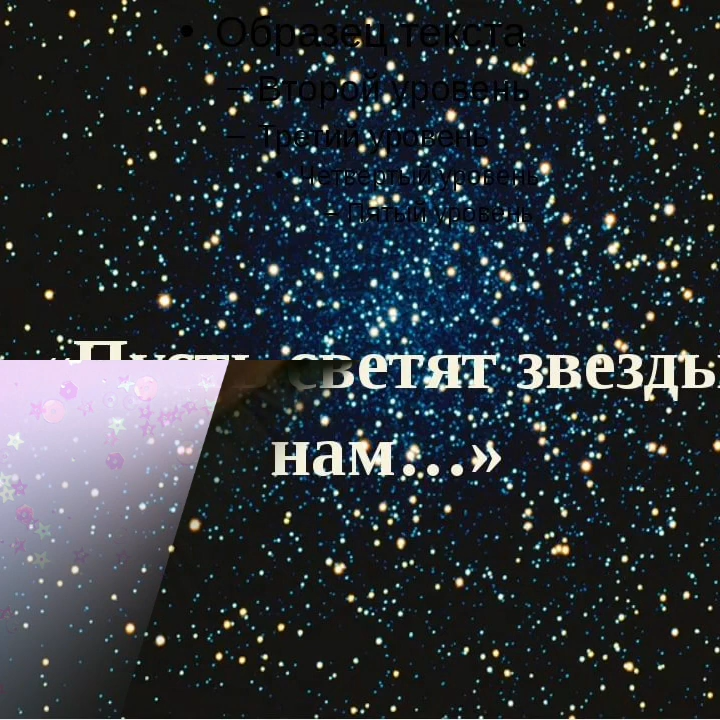 • Образец текста
– Второй уровень
– Третий уровень
• Четвертый уровень
– Пятый уровень
«Пусть светят звезды
нам…»